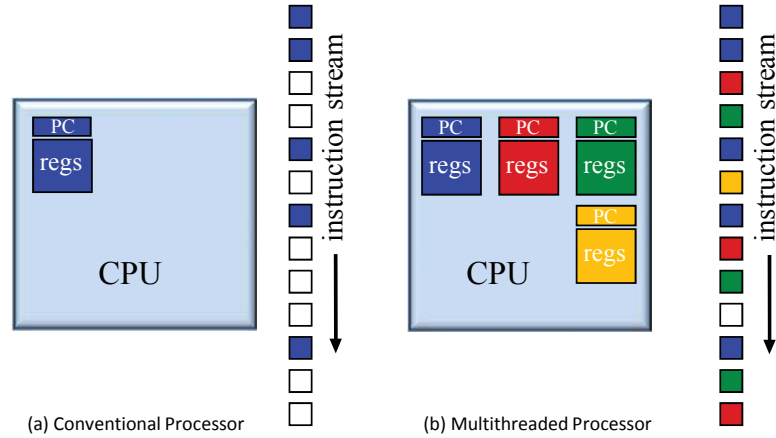 PC
regs
CPU
instruction stream
(a) Conventional Processor
PC
regs
PC
regs
PC
regs
PC
regs
CPU
instruction stream
(b) Multithreaded Processor